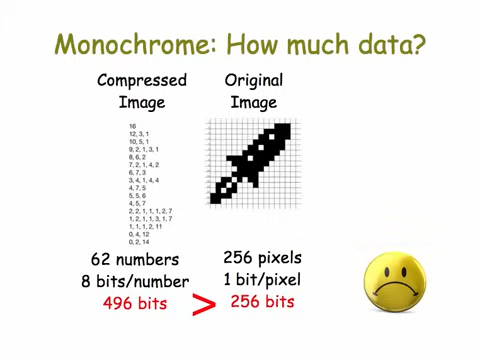 Monochrome: How much data?
Compressed
Image
Original
Image
16
12, 3, 1
10, 5, 1
9, 2, 1, 3, 1
8, 6, 2
7, 2, 1, 4, 2
6, 7, 3
3, 4, 1, 4, 4
4, 7, 5
5, 5, 6
4, 5, 7
2, 2, 1, 1, 1, 2, 7
1, 2, 1, 1, 3, 1, 7
1, 1, 1, 2, 11
0, 4, 12
0, 2, 14
62 numbers
8 bits/number
496 bits
>
256 pixels
1 bit/pixel
256 bits